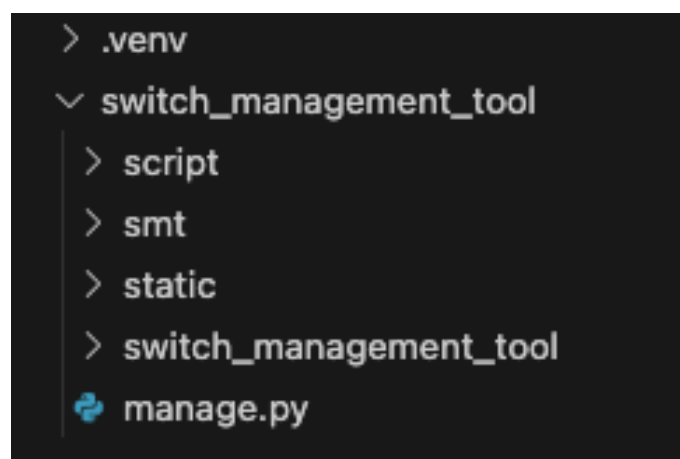 .venv
switch_management_tool
script
smt
static
switch_management_tool
manage.py